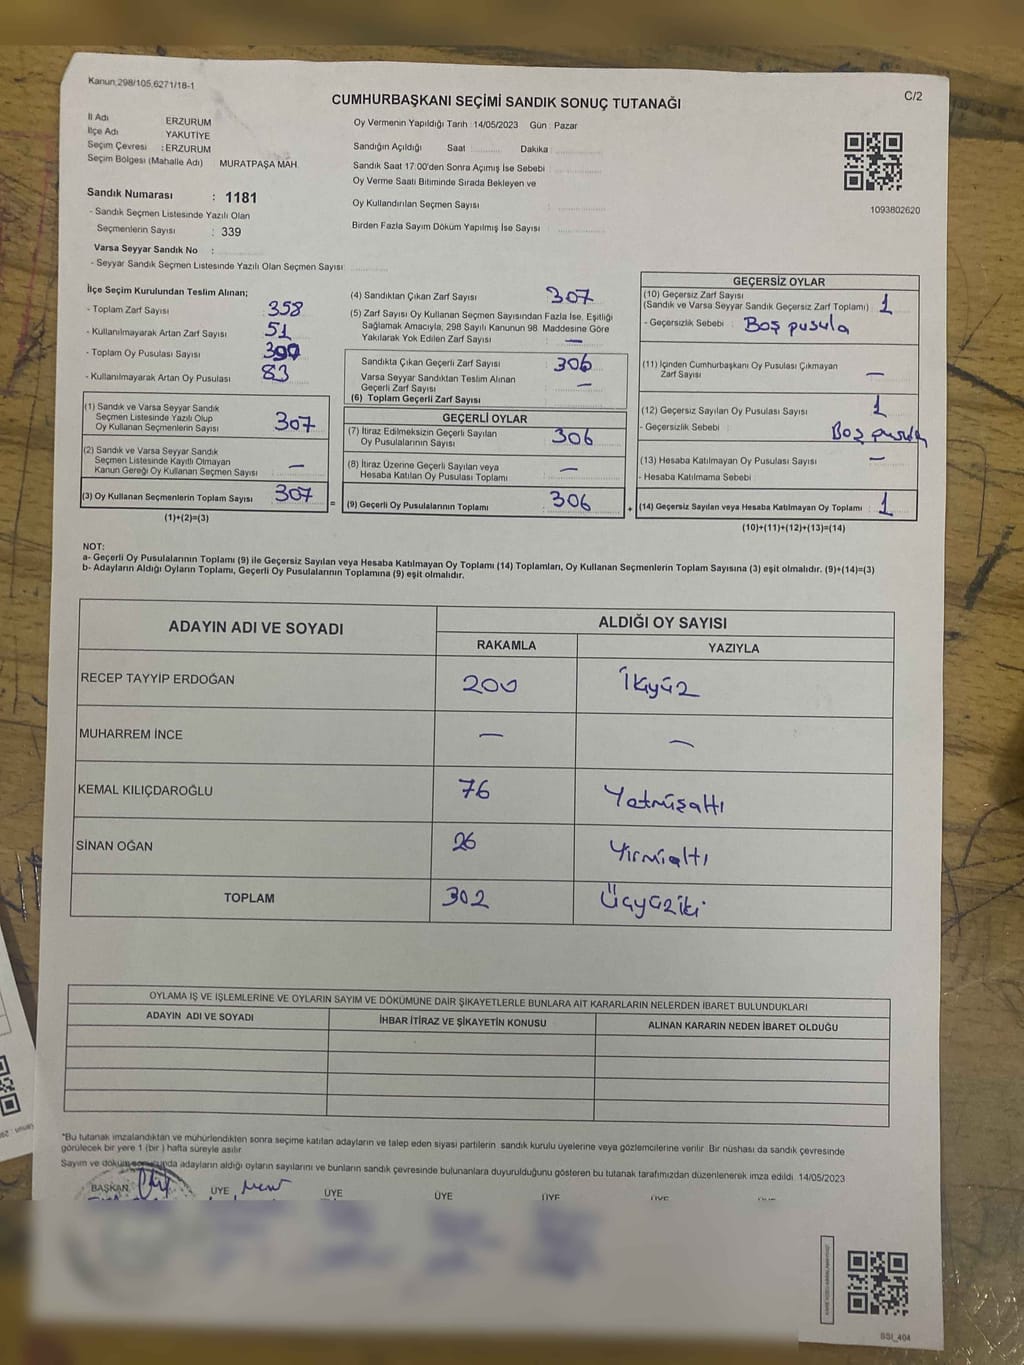 Kanun;298/105,6271/18-1
CUMHURBAŞKANI SEÇİMİ SANDIK SONUÇ TUTANAĞI
C/2
İl Adı ERZURUM
İlçe Adı YAKUTİYE
Seçim Çevresi : ERZURUM
Seçim Bölgesi (Mahalle Adı) MURATPAŞA MAH.
Sandık Numarası : 1181
- Sandık Seçmen Listesinde Yazılı Olan
Seçmenlerin Sayısı : 339
Varsa Seyyar Sandık No :
- Seyyar Sandık Seçmen Listesinde Yazılı Olan Seçmen Sayısı:
Oy Vermenin Yapıldığı Tarih :14/05/2023 Gün : Pazar
Sandığın Açıldığı Saat Dakika
Sandık Saat 17:00'den Sonra Açımış İse Sebebi
Oy Verme Saati Bitiminde Sırada Bekleyen ve
Oy Kullandırılan Seçmen Sayısı
Birden Fazla Sayım Döküm Yapılmış İse Sayısı
1093802620
İlçe Seçim Kurulundan Teslim Alınan;
- Toplam Zarf Sayısı : 358
- Kullanılmayarak Artan Zarf Sayısı : 51
- Toplam Oy Pusulası Sayısı :
- Kullanılmayarak Artan Oy Pusulası : 83
(1) Sandık ve Varsa Seyyar Sandık
Seçmen Listesinde Yazılı Olup
Oy Kullanan Seçmenlerin Sayısı : 307
(2) Sandık ve Varsa Seyyar Sandık
Seçmen Listesinde Kayıtlı Olmayan
Kanun Gereği Oy Kullanan Seçmen Sayısı : —
(3) Oy Kullanan Seçmenlerin Toplam Sayısı : 307 =
(1)+(2)=(3)
(4) Sandıktan Çıkan Zarf Sayısı 307
(5) Zarf Sayısı Oy Kullanan Seçmen Sayısından Fazla İse, Eşitliği
Sağlamak Amacıyla, 298 Sayılı Kanunun 98. Maddesine Göre
Yakılarak Yok Edilen Zarf Sayısı : —
Sandıkta Çıkan Geçerli Zarf Sayısı : 306
Varsa Seyyar Sandıktan Teslim Alınan
Geçerli Zarf Sayısı : —
(6) Toplam Geçerli Zarf Sayısı
GEÇERLİ OYLAR
(7) İtiraz Edilmeksizin Geçerli Sayılan
Oy Pusulalarının Sayısı : 306
(8) İtiraz Üzerine Geçerli Sayılan veya
Hesaba Katılan Oy Pusulası Toplamı : —
(9) Geçerli Oy Pusulalarının Toplamı : 306 +
GEÇERSİZ OYLAR
(10) Geçersiz Zarf Sayısı
(Sandık ve Varsa Seyyar Sandık Geçersiz Zarf Toplamı) : 1
- Geçersizlik Sebebi : Boş pusula
(11) İçinden Cumhurbaşkanı Oy Pusulası Çıkmayan
Zarf Sayısı : —
(12) Geçersiz Sayılan Oy Pusulası Sayısı : 1
- Geçersizlik Sebebi : Boş pusula
(13) Hesaba Katılmayan Oy Pusulası Sayısı : —
- Hesaba Katılmama Sebebi
(14) Geçersiz Sayılan veya Hesaba Katılmayan Oy Toplamı : 1
(10)+(11)+(12)+(13)=(14)
NOT:
a- Geçerli Oy Pusulalarının Toplamı (9) ile Geçersiz Sayılan veya Hesaba Katılmayan Oy Toplamı (14) Toplamları, Oy Kullanan Seçmenlerin Toplam Sayısına (3) eşit olmalıdır. (9)+(14)=(3)
b- Adayların Aldığı Oyların Toplamı, Geçerli Oy Pusulalarının Toplamına (9) eşit olmalıdır.
ADAYIN ADI VE SOYADI ALDIĞI OY SAYISI
RAKAMLA YAZIYLA
RECEP TAYYİP ERDOĞAN 200 İkiyüz
MUHARREM İNCE — —
KEMAL KILIÇDAROĞLU 76 Yetmişaltı
SİNAN OĞAN 26 Yirmialtı
TOPLAM 302 Üçyüziki
OYLAMA İŞ VE İŞLEMLERİNE VE OYLARIN SAYIM VE DÖKÜMÜNE DAİR ŞİKAYETLERLE BUNLARA AİT KARARLARIN NELERDEN İBARET BULUNDUKLARI
ADAYIN ADI VE SOYADI İHBAR İTİRAZ VE ŞİKAYETİN KONUSU ALINAN KARARIN NEDEN İBARET OLDUĞU
*Bu tutanak imzalandıktan ve mühürlendikten sonra seçime katılan adayların ve talep eden siyasi partilerin sandık kurulu üyelerine veya gözlemcilerine verilir. Bir nüshası da sandık çevresinde
görülecek bir yere 1 (bir) hafta süreyle asılır.
Sayım ve döküm sonucunda adayların aldığı oyların sayılarını ve bunların sandık çevresinde bulunanlara duyurulduğunu gösteren bu tutanak tarafımızdan düzenlenerek imza edildi. 14/05/2023
BAŞKAN ÜYE ÜYE ÜYE ÜYE ÜYE
BSI_404